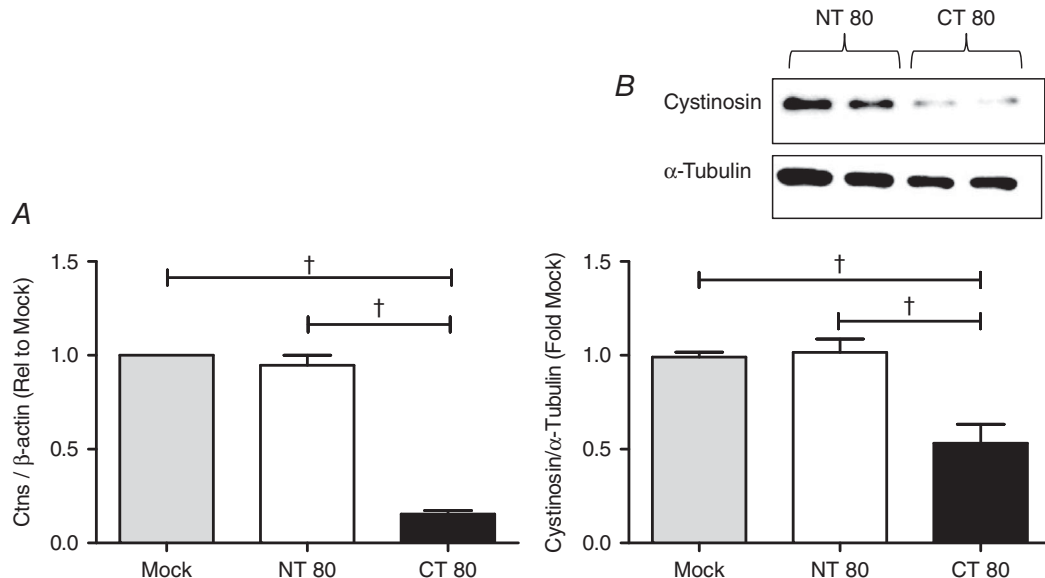 NT 80 CT 80
B
Cystinosin
α-Tubulin
A
Ctns / β-actin (Rel to Mock)
1.5
1.0
0.5
0.0
†
†
Mock NT 80 CT 80
Cystinosin/α-Tubulin (Fold Mock)
1.5
1.0
0.5
0.0
†
†
Mock NT 80 CT 80